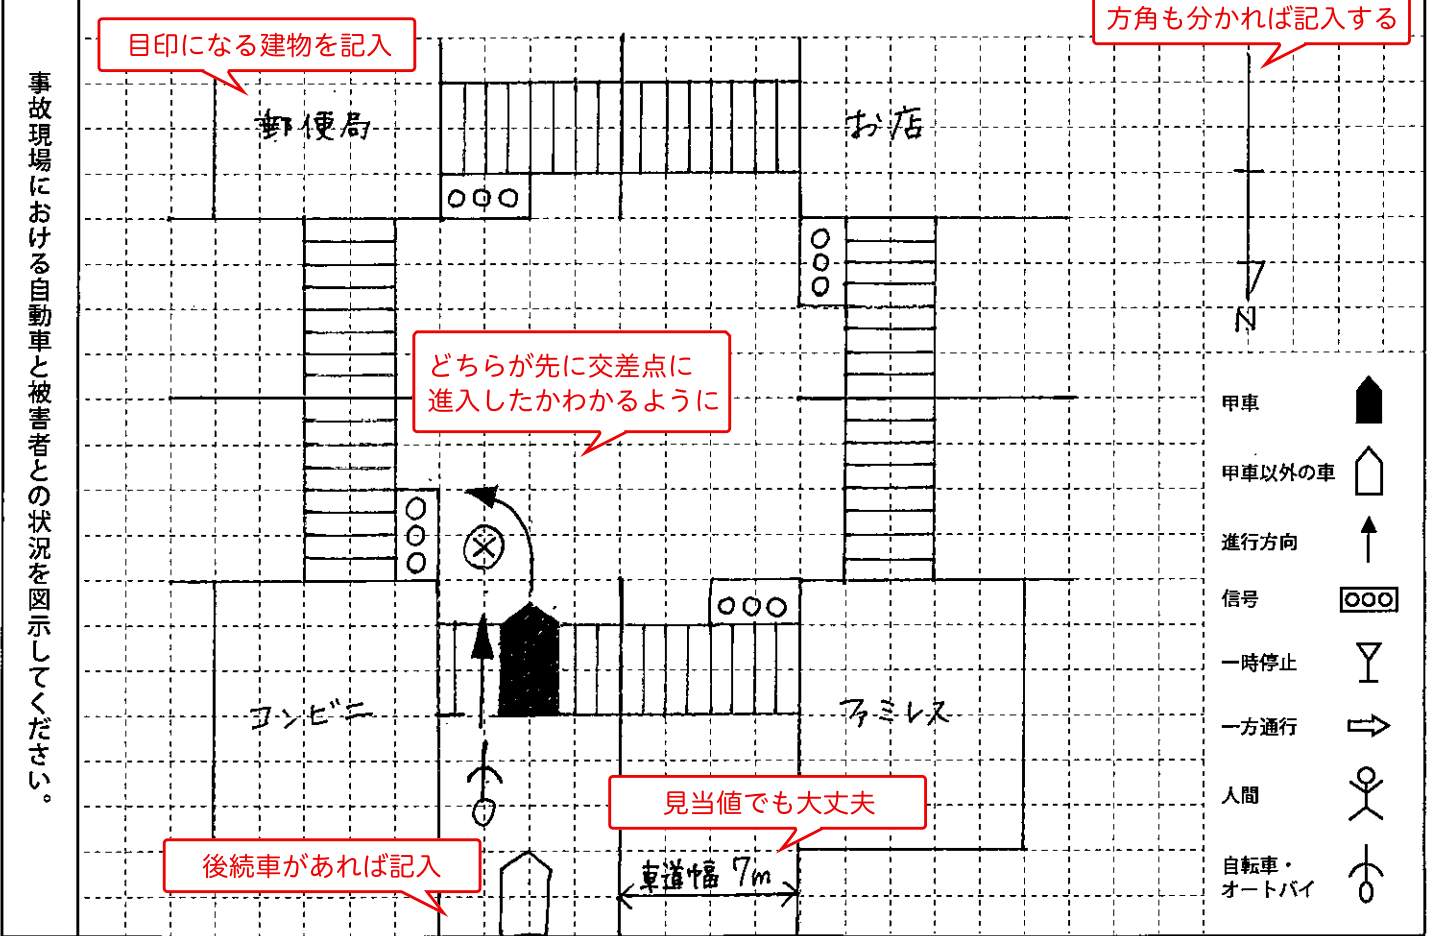 事故現場における自動車と被害者との状況を図示してください。
目印になる建物を記入
方角も分かれば記入する
郵便局
お店
N
どちらが先に交差点に
進入したかわかるように
甲車
甲車以外の車
進行方向
信号
一時停止
一方通行
人間
自転車・
オートバイ
コンビニ
ファミレス
見当値でも大丈夫
後続車があれば記入
車道幅 7m